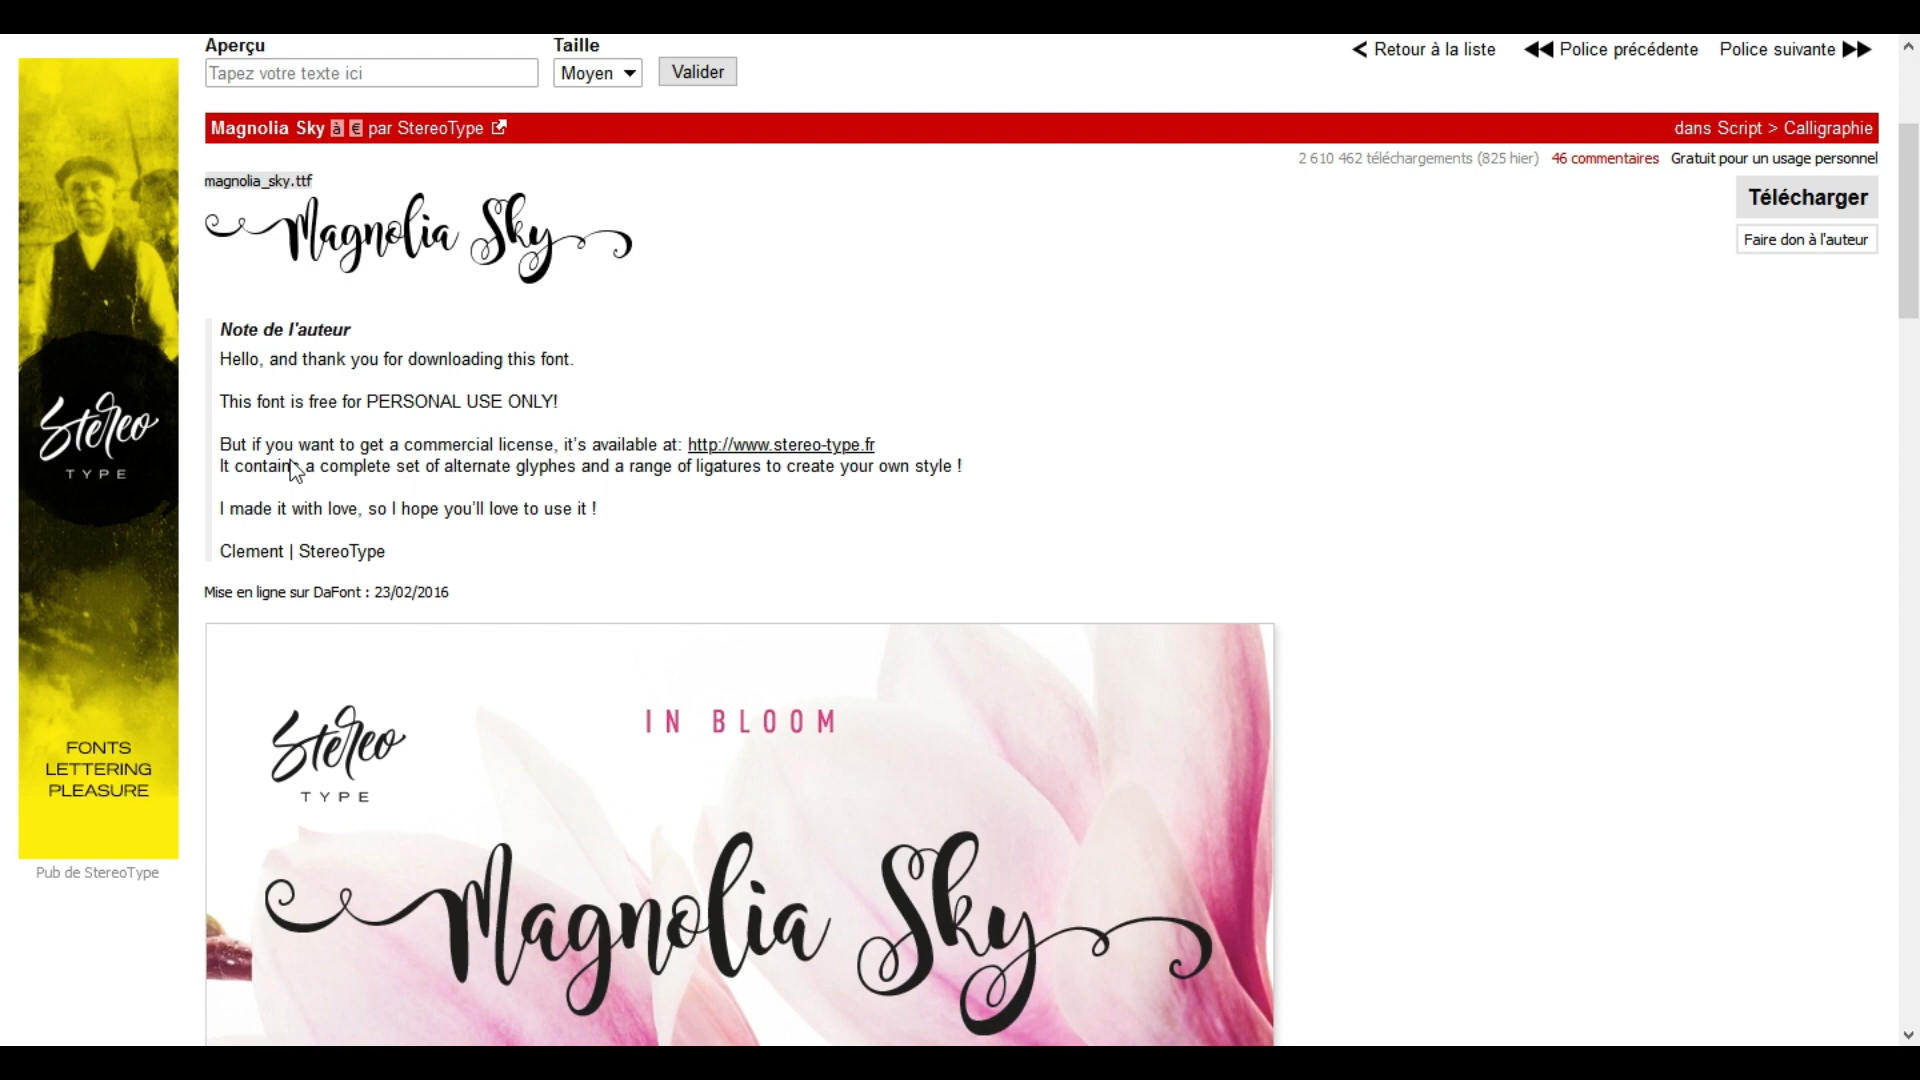 Aperçu
Taille
Retour à la liste
Police précédente
Police suivante
Tapez votre texte ici
Moyen
Valider
Magnolia Sky à € par StereoType
dans Script > Calligraphie
2 610 462 téléchargements (825 hier)
46 commentaires
Gratuit pour un usage personnel
magnolia_sky.ttf
Télécharger
Magnolia Sky
Faire don à l'auteur
Note de l'auteur
Hello, and thank you for downloading this font.
This font is free for PERSONAL USE ONLY!
But if you want to get a commercial license, it's available at: http://www.stereo-type.fr
It contains a complete set of alternate glyphes and a range of ligatures to create your own style !
I made it with love, so I hope you'll love to use it !
Clement | StereoType
Mise en ligne sur DaFont : 23/02/2016
Stereo
TYPE
FONTS
LETTERING
PLEASURE
Pub de StereoType
Stereo
TYPE
IN BLOOM
Magnolia Sky